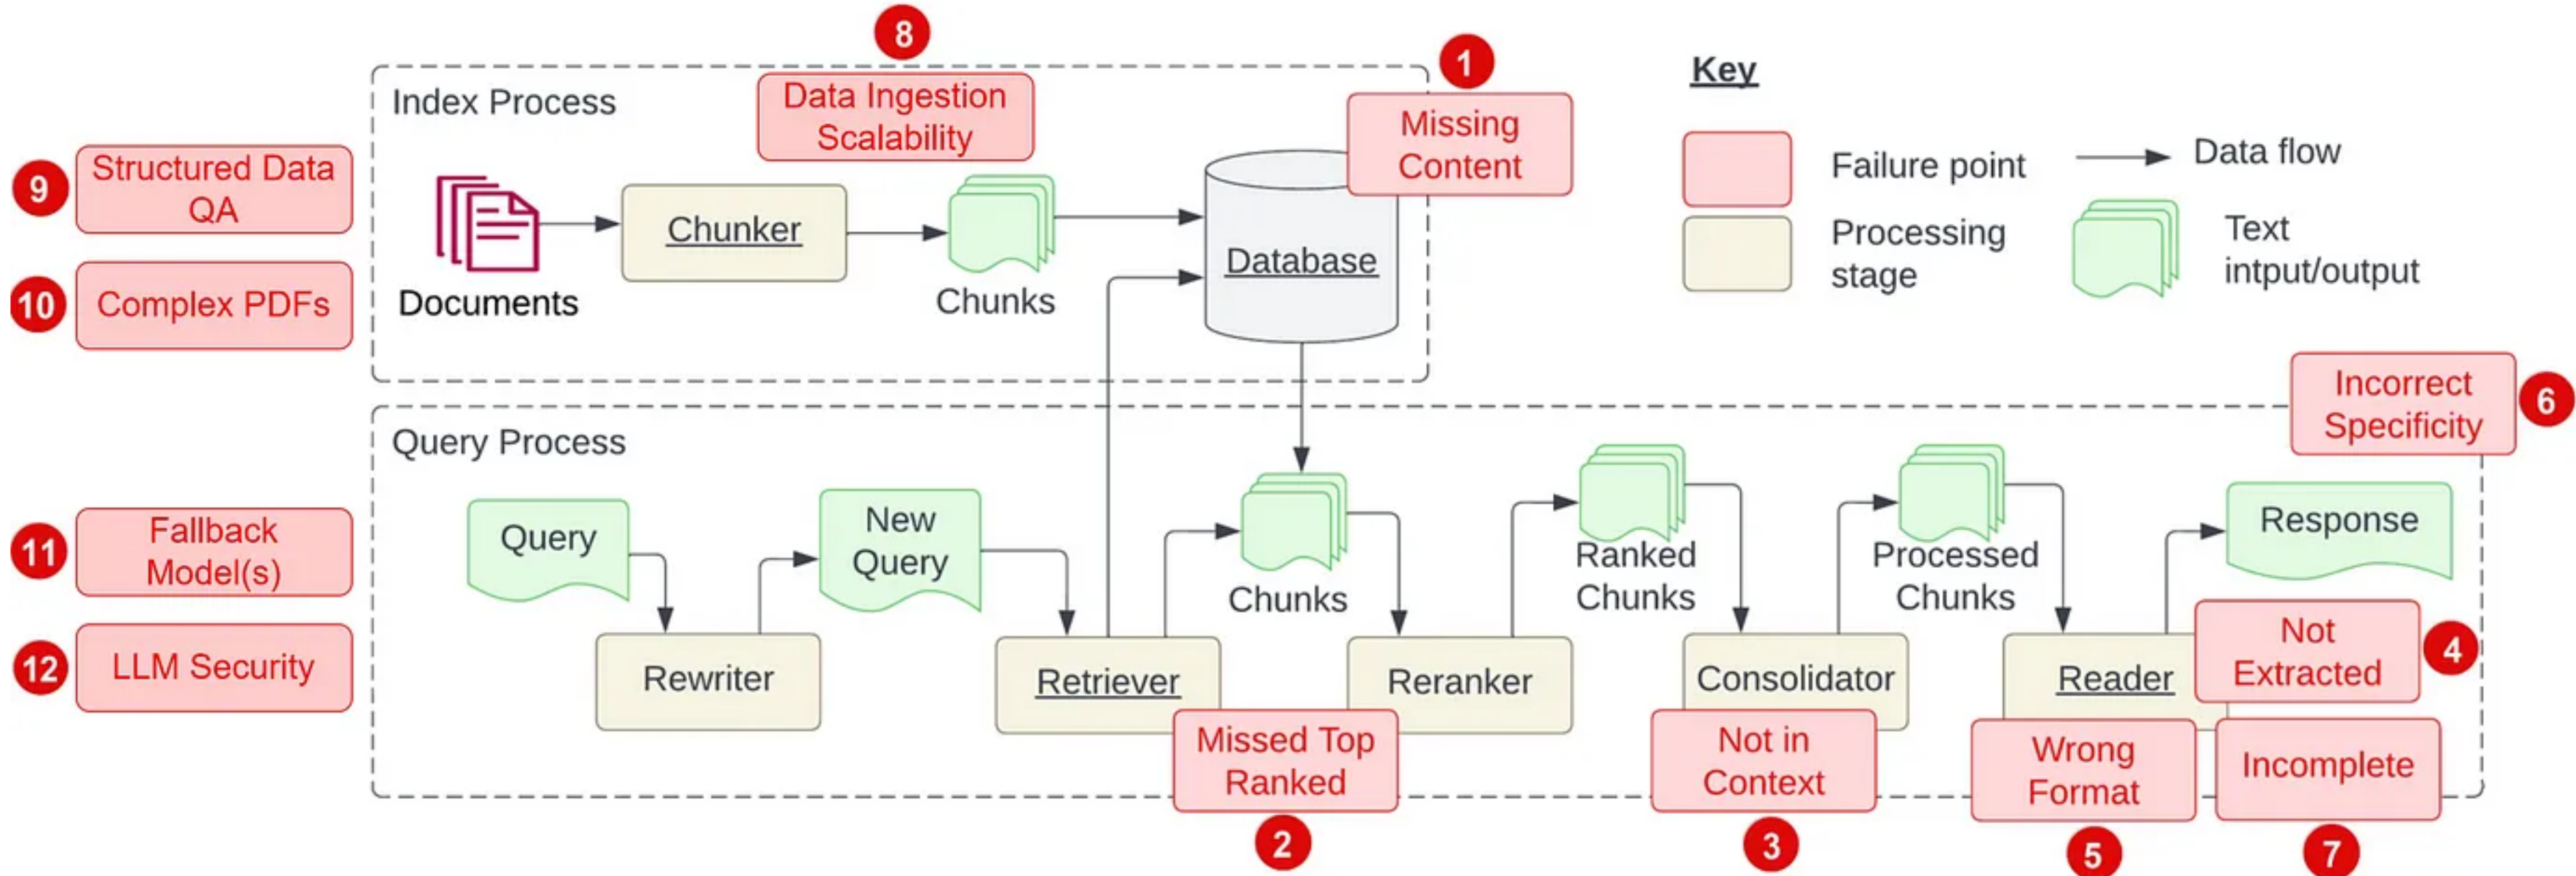 8
Data Ingestion
Scalability
1
Missing
Content
Index Process
9
Structured Data
QA
10
Complex PDFs
Documents
Chunker
Chunks
Database
Key
Failure point
Data flow
Processing
stage
Text
intput/output
Incorrect
Specificity
6
Query Process
11
Fallback
Model(s)
12
LLM Security
Query
Rewriter
New
Query
Retriever
Chunks
Missed Top
Ranked
2
Reranker
Ranked
Chunks
Consolidator
Not in
Context
3
Processed
Chunks
Reader
Response
Not
Extracted
4
Wrong
Format
5
Incomplete
7